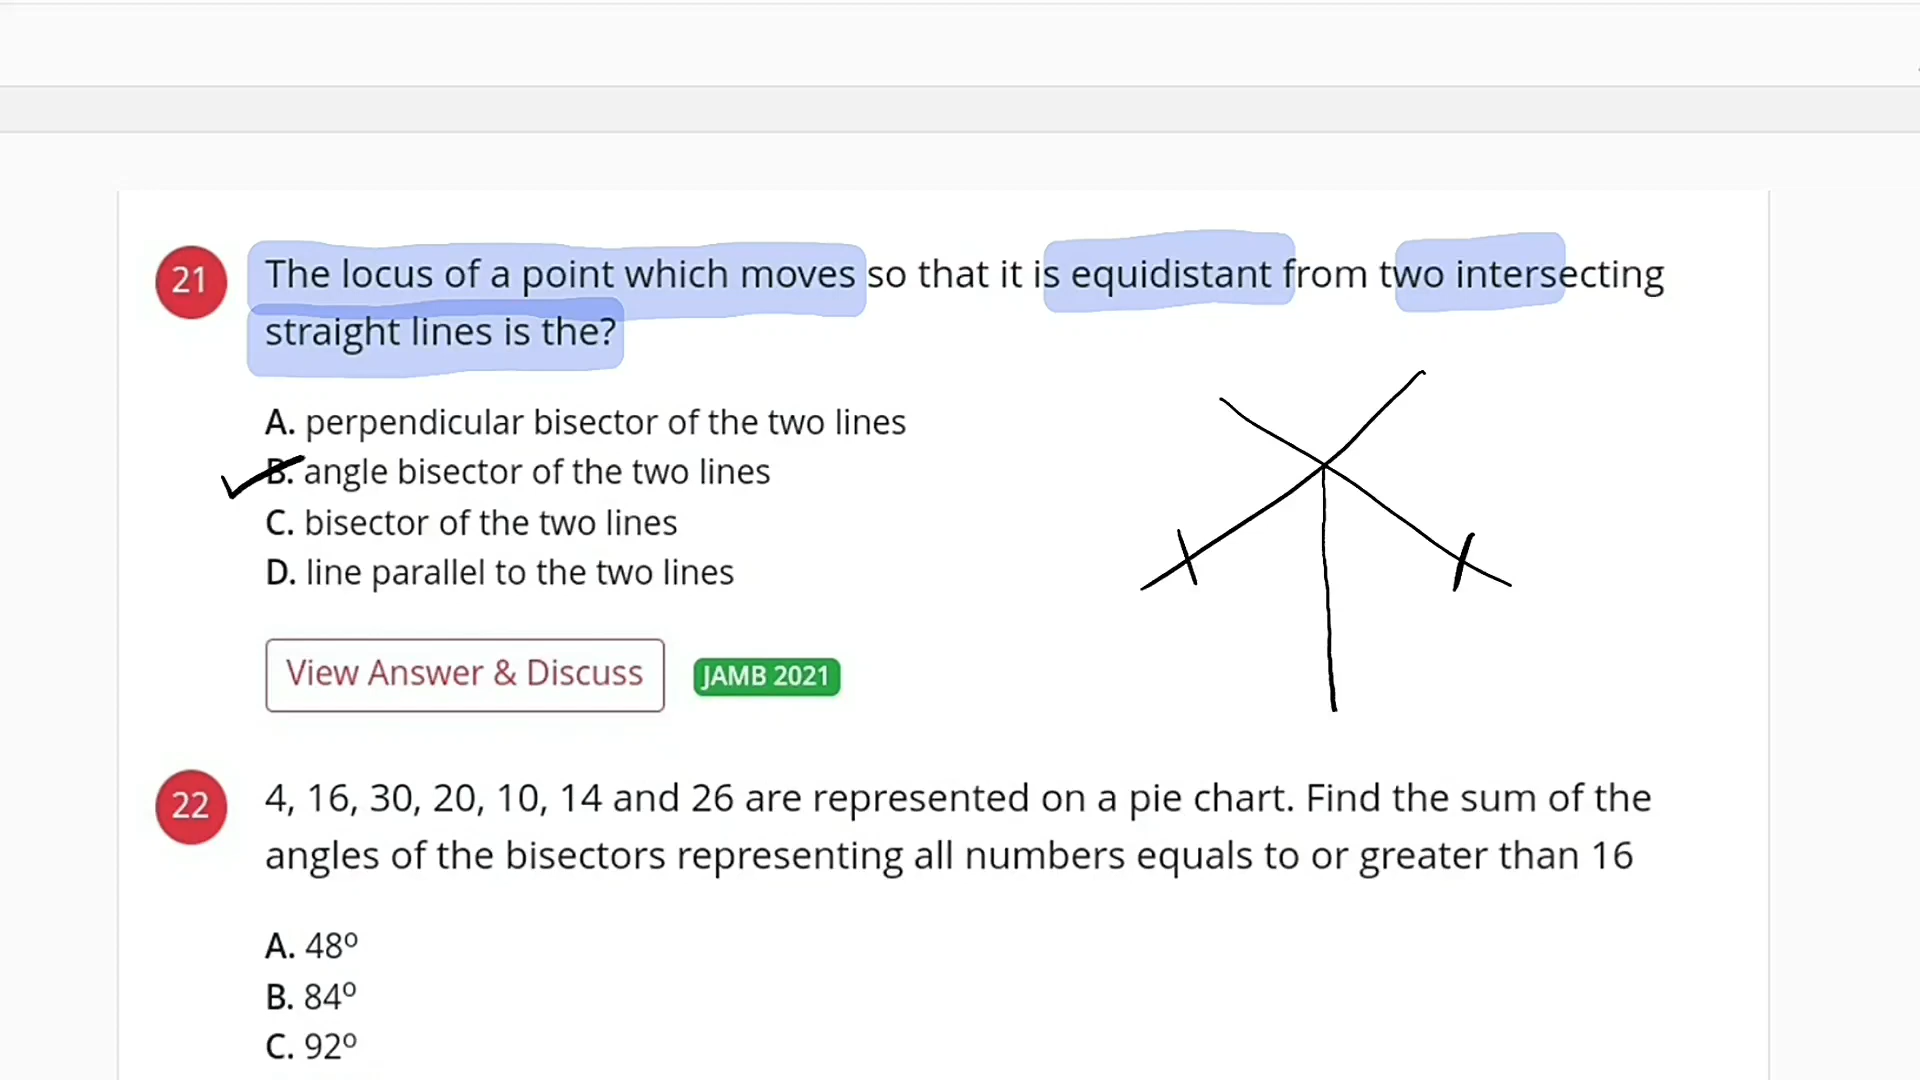 21 The locus of a point which moves so that it is equidistant from two intersecting
straight lines is the?
A. perpendicular bisector of the two lines
B. angle bisector of the two lines
C. bisector of the two lines
D. line parallel to the two lines
View Answer & Discuss JAMB 2021
22 4, 16, 30, 20, 10, 14 and 26 are represented on a pie chart. Find the sum of the
angles of the bisectors representing all numbers equals to or greater than 16
A. 48º
B. 84º
C. 92º